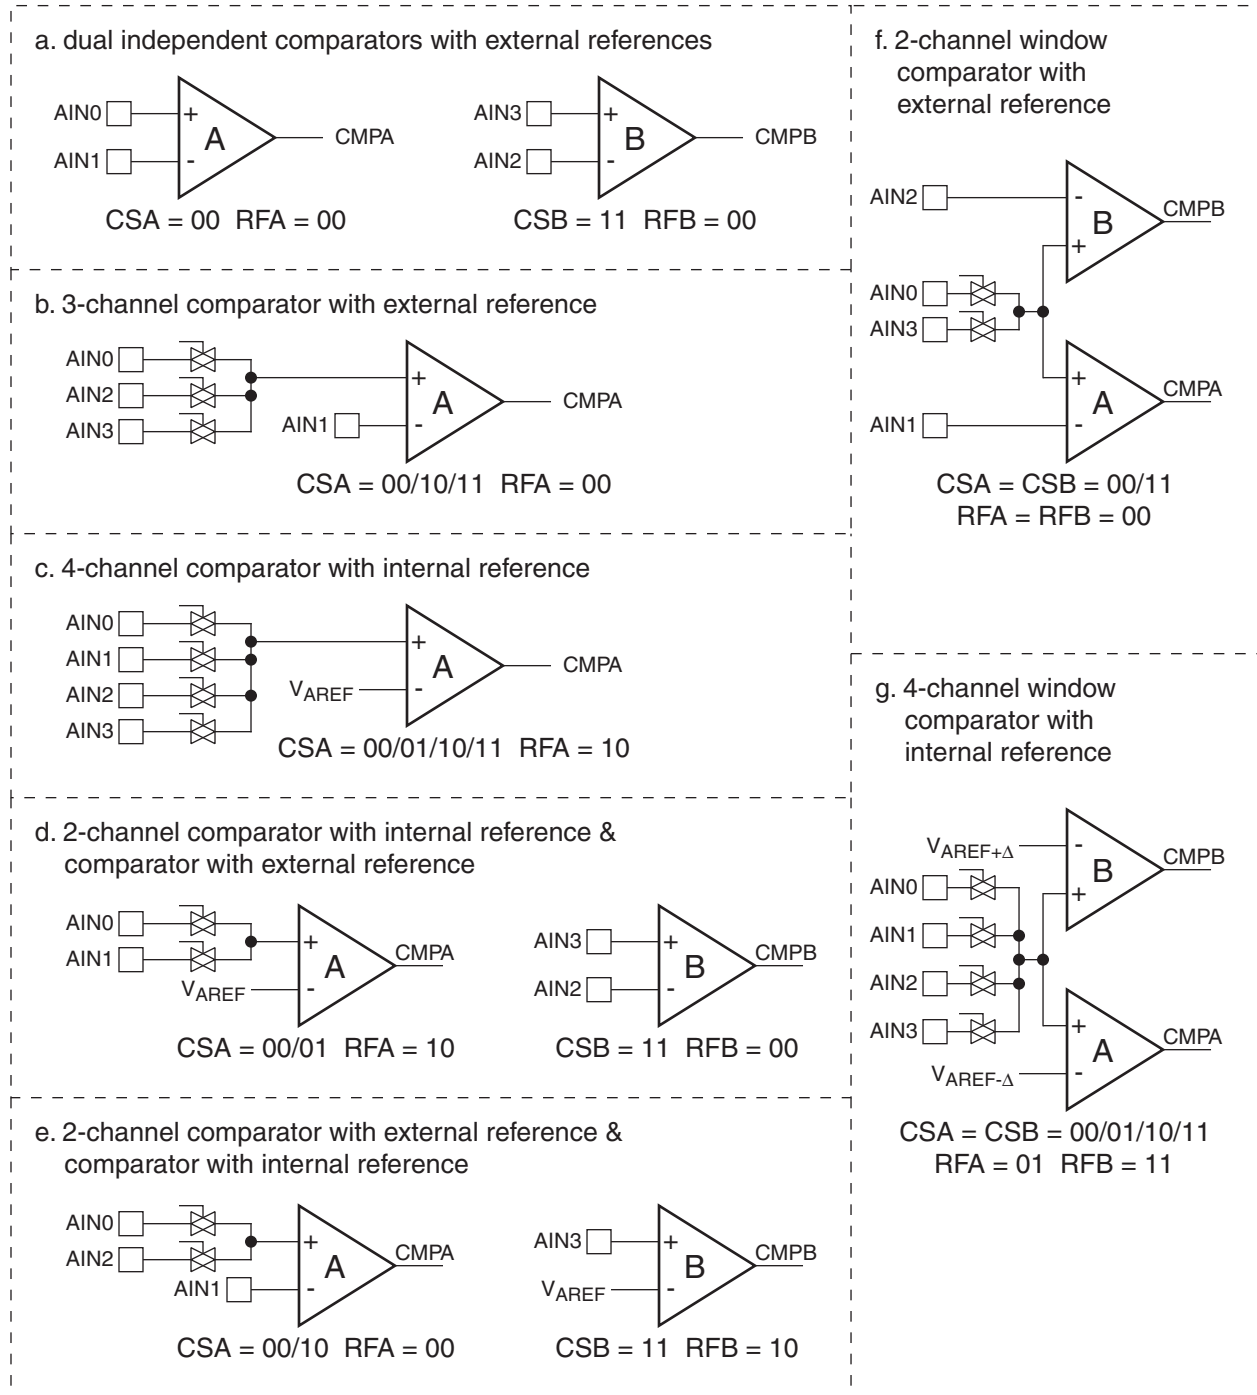 a. dual independent comparators with external references
AIN0
+
A
CMPA
AIN1
-
CSA = 00 RFA = 00
AIN3
+
B
CMPB
AIN2
-
CSB = 11 RFB = 00
b. 3-channel comparator with external reference
AIN0
AIN2
AIN3
+
A
CMPA
AIN1
-
CSA = 00/10/11 RFA = 00
c. 4-channel comparator with internal reference
AIN0
AIN1
AIN2
AIN3
+
A
CMPA
VAREF
-
CSA = 00/01/10/11 RFA = 10
d. 2-channel comparator with internal reference &
comparator with external reference
AIN0
AIN1
+
A
CMPA
VAREF
-
CSA = 00/01 RFA = 10
AIN3
+
B
CMPB
AIN2
-
CSB = 11 RFB = 00
e. 2-channel comparator with external reference &
comparator with internal reference
AIN0
AIN2
+
A
CMPA
AIN1
-
CSA = 00/10 RFA = 00
AIN3
+
B
CMPB
VAREF
-
CSB = 11 RFB = 10
f. 2-channel window
comparator with
external reference
AIN2
-
B
CMPB
+
AIN0
AIN3
+
A
CMPA
AIN1
-
CSA = CSB = 00/11
RFA = RFB = 00
g. 4-channel window
comparator with
internal reference
VAREF+Δ
-
B
CMPB
AIN0
+
AIN1
AIN2
AIN3
+
A
CMPA
VAREF-Δ
-
CSA = CSB = 00/01/10/11
RFA = 01 RFB = 11